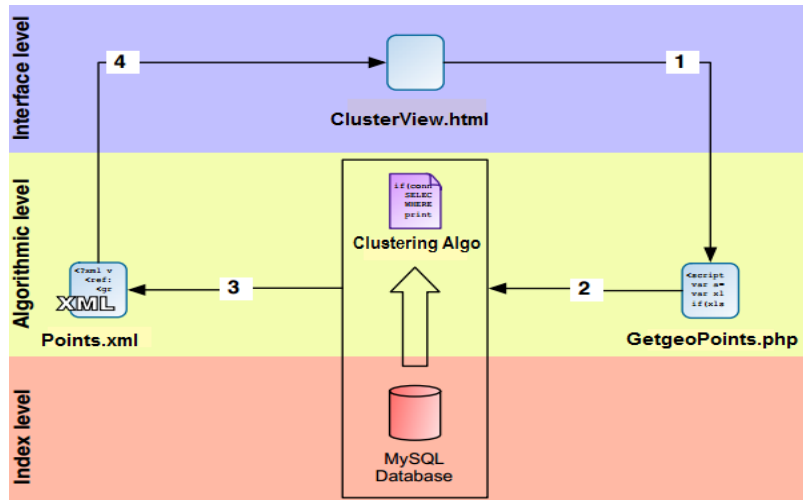 Interface level
4
1
ClusterView.html
Algorithmic level
if(conn
SELEC
WHERE
print
Clustering Algo
<?xml v
<ref:
<gr
XML
Points.xml
3
2
<script
var a=
var xl
if(xls
GetgeoPoints.php
Index level
MySQL
Database